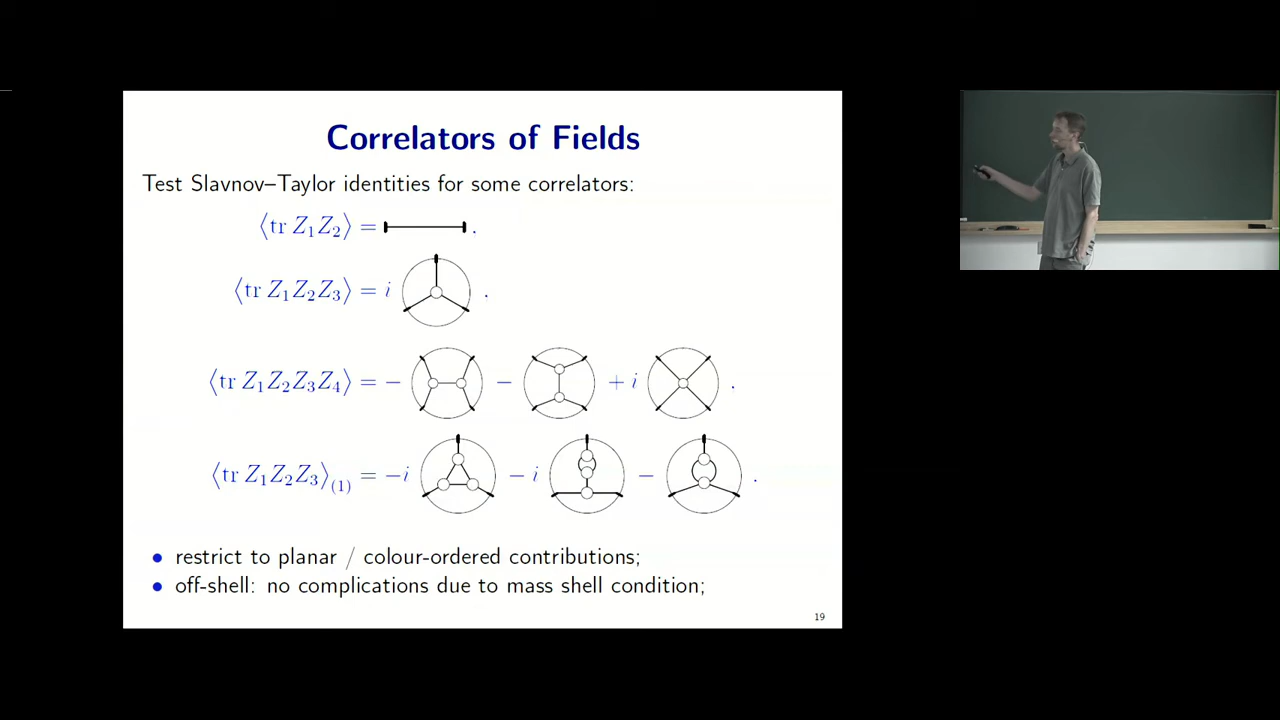 Correlators of Fields
Test Slavnov–Taylor identities for some correlators:
⟨tr Z₁Z₂⟩ = .
⟨tr Z₁Z₂Z₃⟩ = i .
⟨tr Z₁Z₂Z₃Z₄⟩ = − − + i .
⟨tr Z₁Z₂Z₃⟩₍₁₎ = −i − i − .
• restrict to planar / colour-ordered contributions;
• off-shell: no complications due to mass shell condition;
19